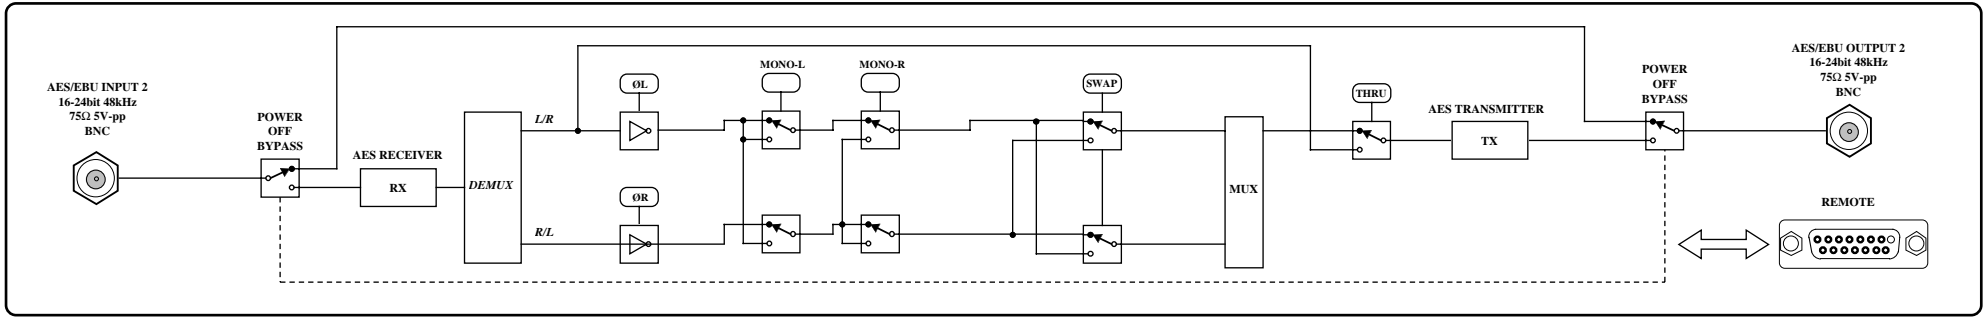 AES/EBU INPUT 2
16-24bit 48kHz
75Ω 5V-pp
BNC
POWER
OFF
BYPASS
AES RECEIVER
RX
DEMUX
L/R
R/L
ØL
ØR
MONO-L
MONO-R
SWAP
MUX
THRU
AES TRANSMITTER
TX
POWER
OFF
BYPASS
AES/EBU OUTPUT 2
16-24bit 48kHz
75Ω 5V-pp
BNC
REMOTE